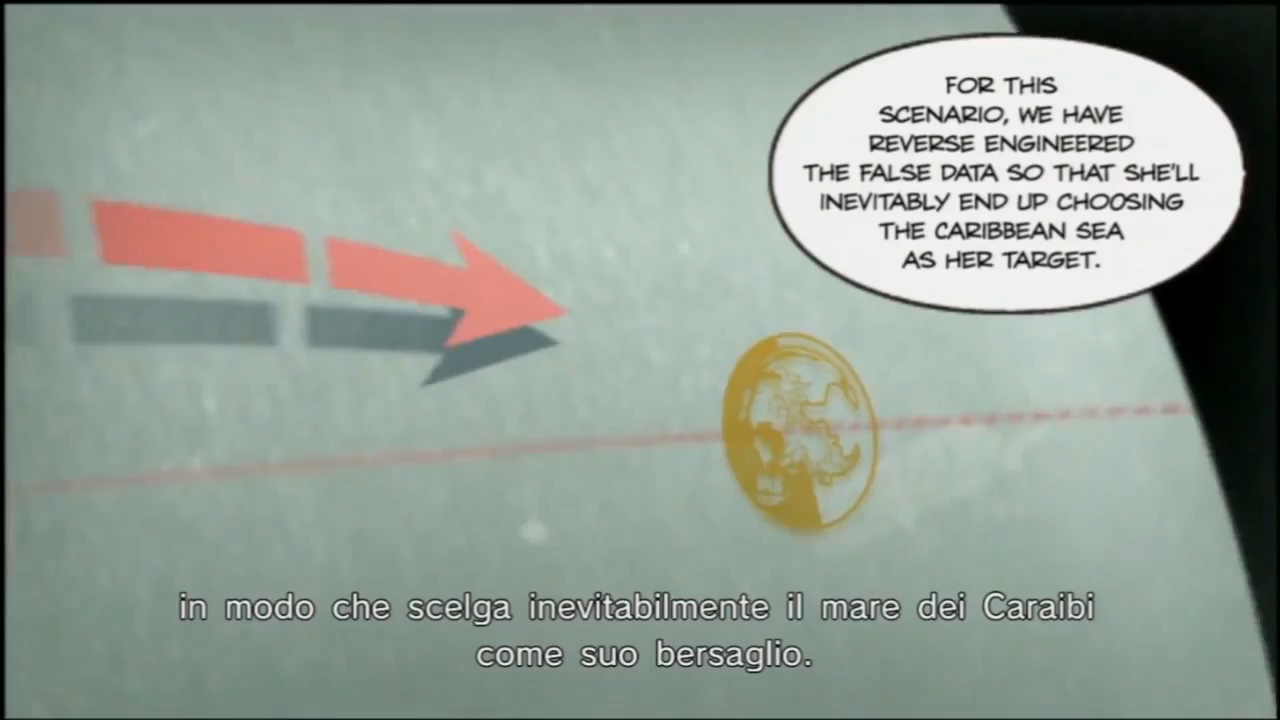 FOR THIS
SCENARIO, WE HAVE
REVERSE ENGINEERED
THE FALSE DATA SO THAT SHE'LL
INEVITABLY END UP CHOOSING
THE CARIBBEAN SEA
AS HER TARGET.
in modo che scelga inevitabilmente il mare dei Caraibi
come suo bersaglio.